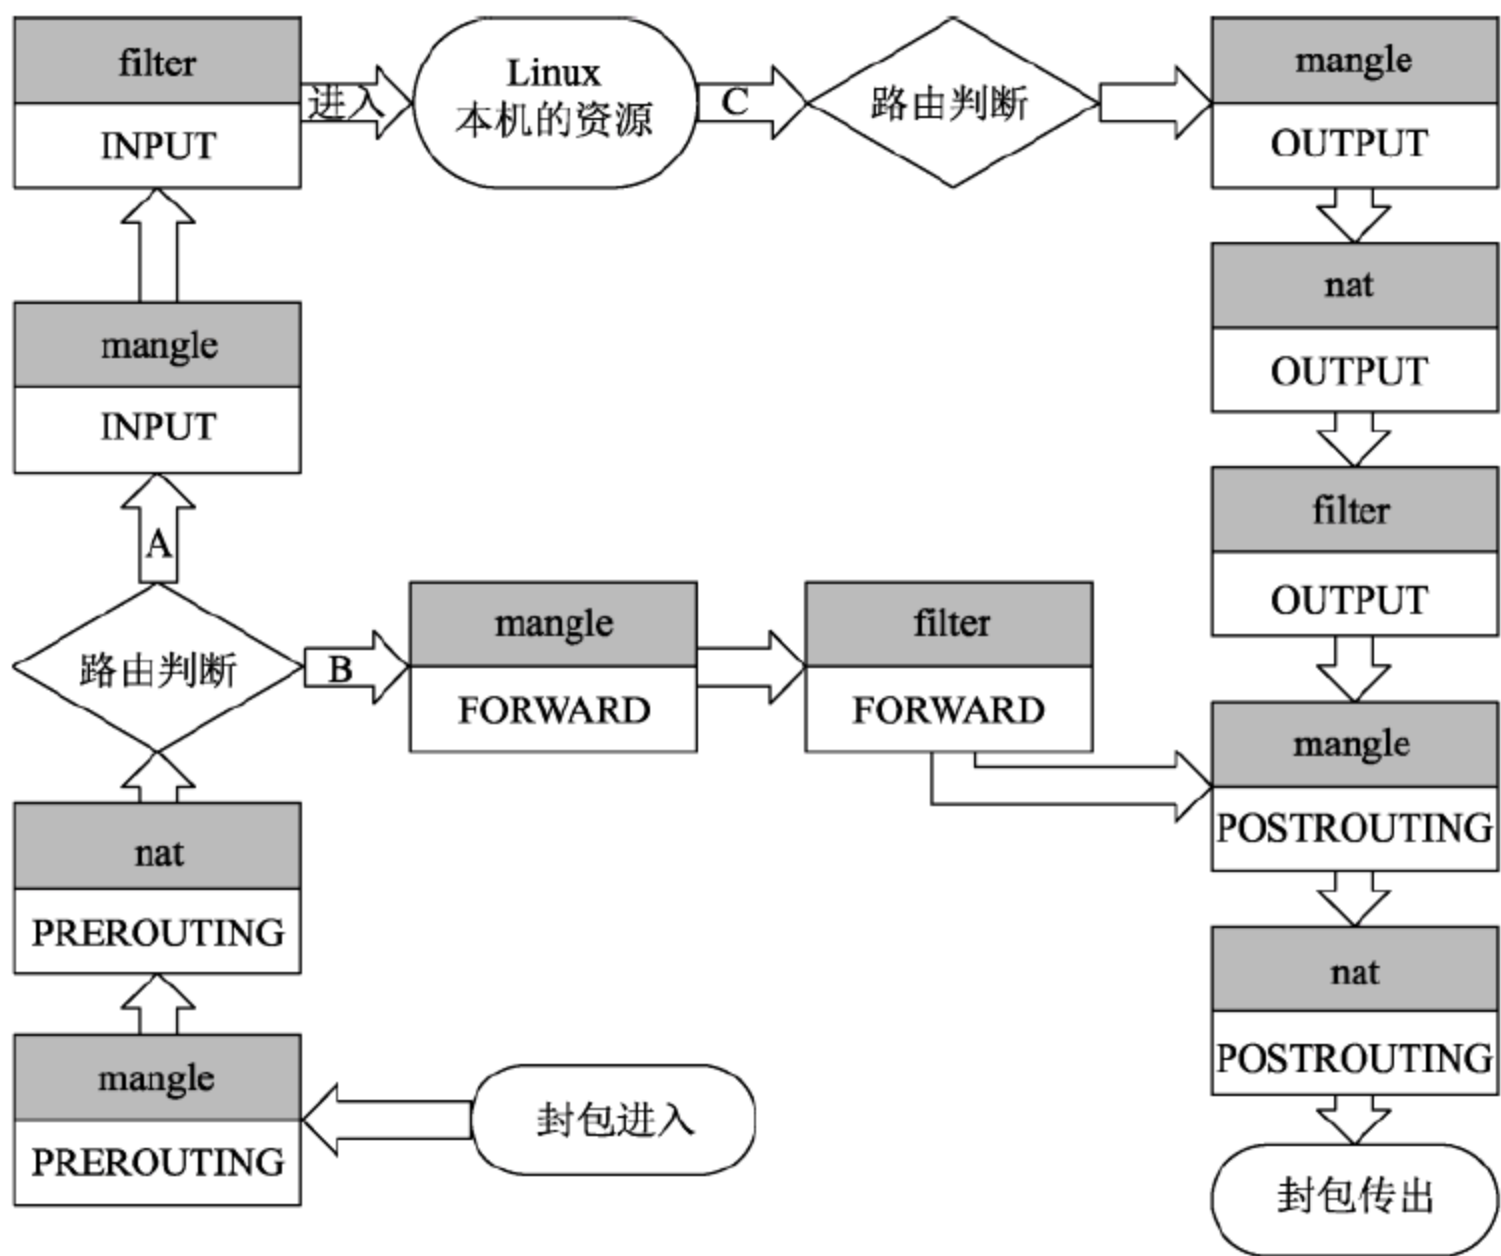 filter
INPUT
进入
Linux
本机的资源
C
路由判断
mangle
OUTPUT
nat
OUTPUT
filter
OUTPUT
mangle
INPUT
A
路由判断
B
mangle
FORWARD
filter
FORWARD
mangle
POSTROUTING
nat
POSTROUTING
封包传出
nat
PREROUTING
mangle
PREROUTING
封包进入